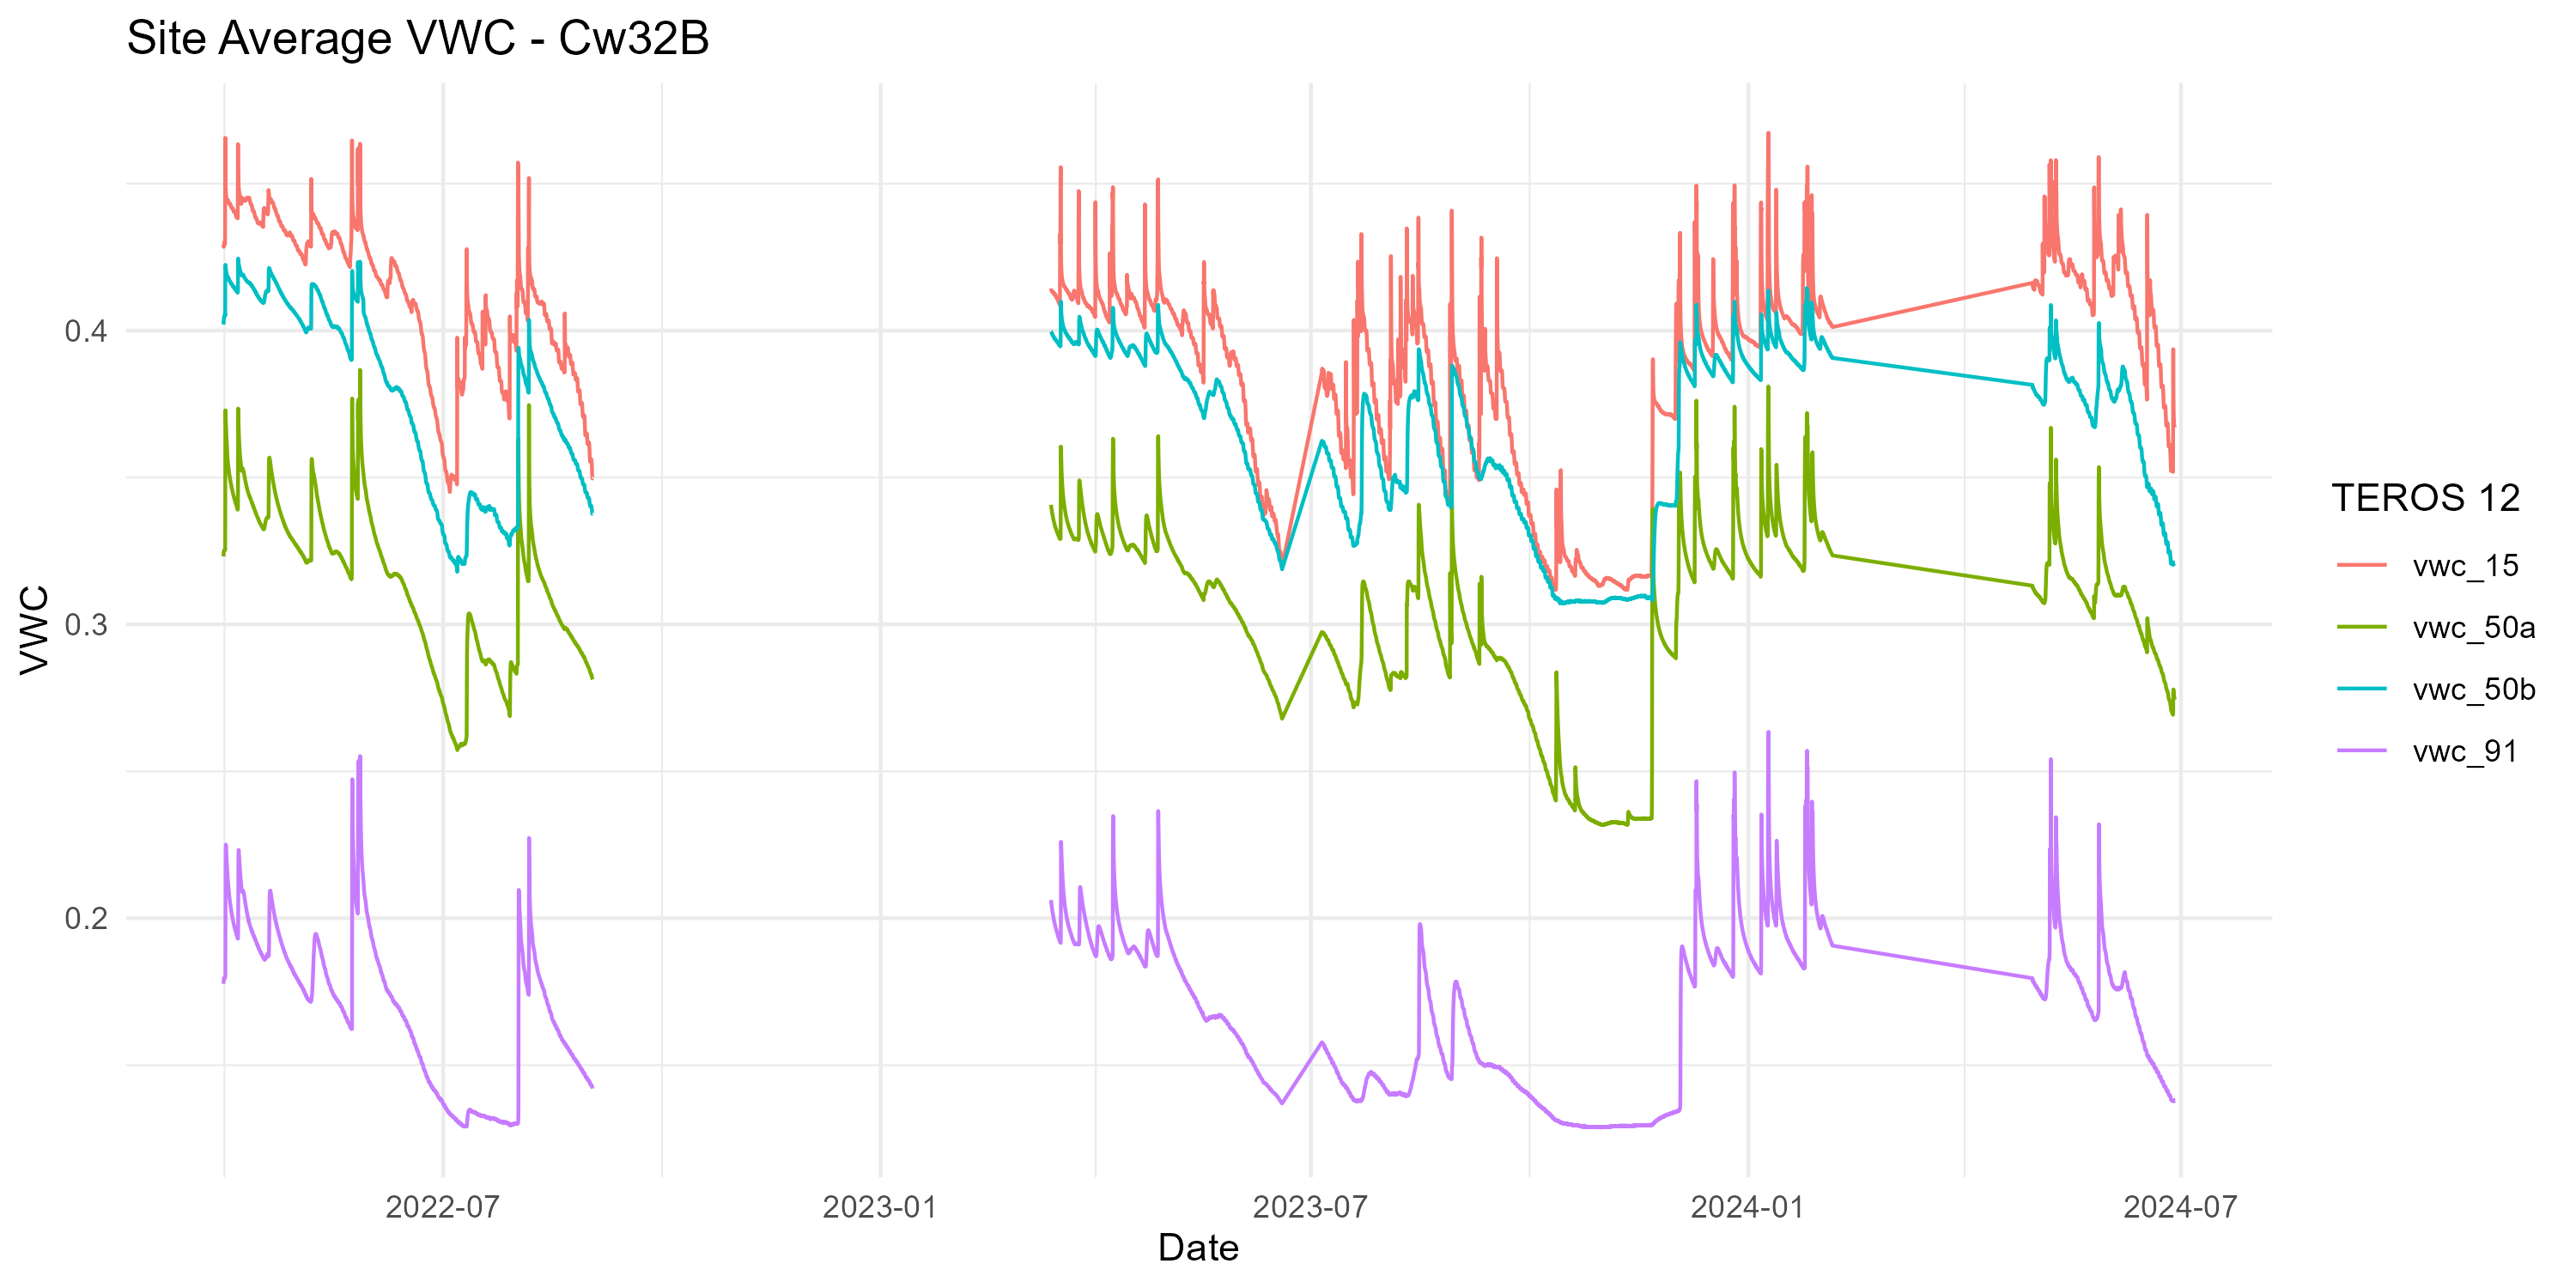 Site Average VWC - Cw32B
VWC
0.4
0.3
0.2
2022-07
2023-01
2023-07
2024-01
2024-07
Date
TEROS 12
vwc_15
vwc_50a
vwc_50b
vwc_91